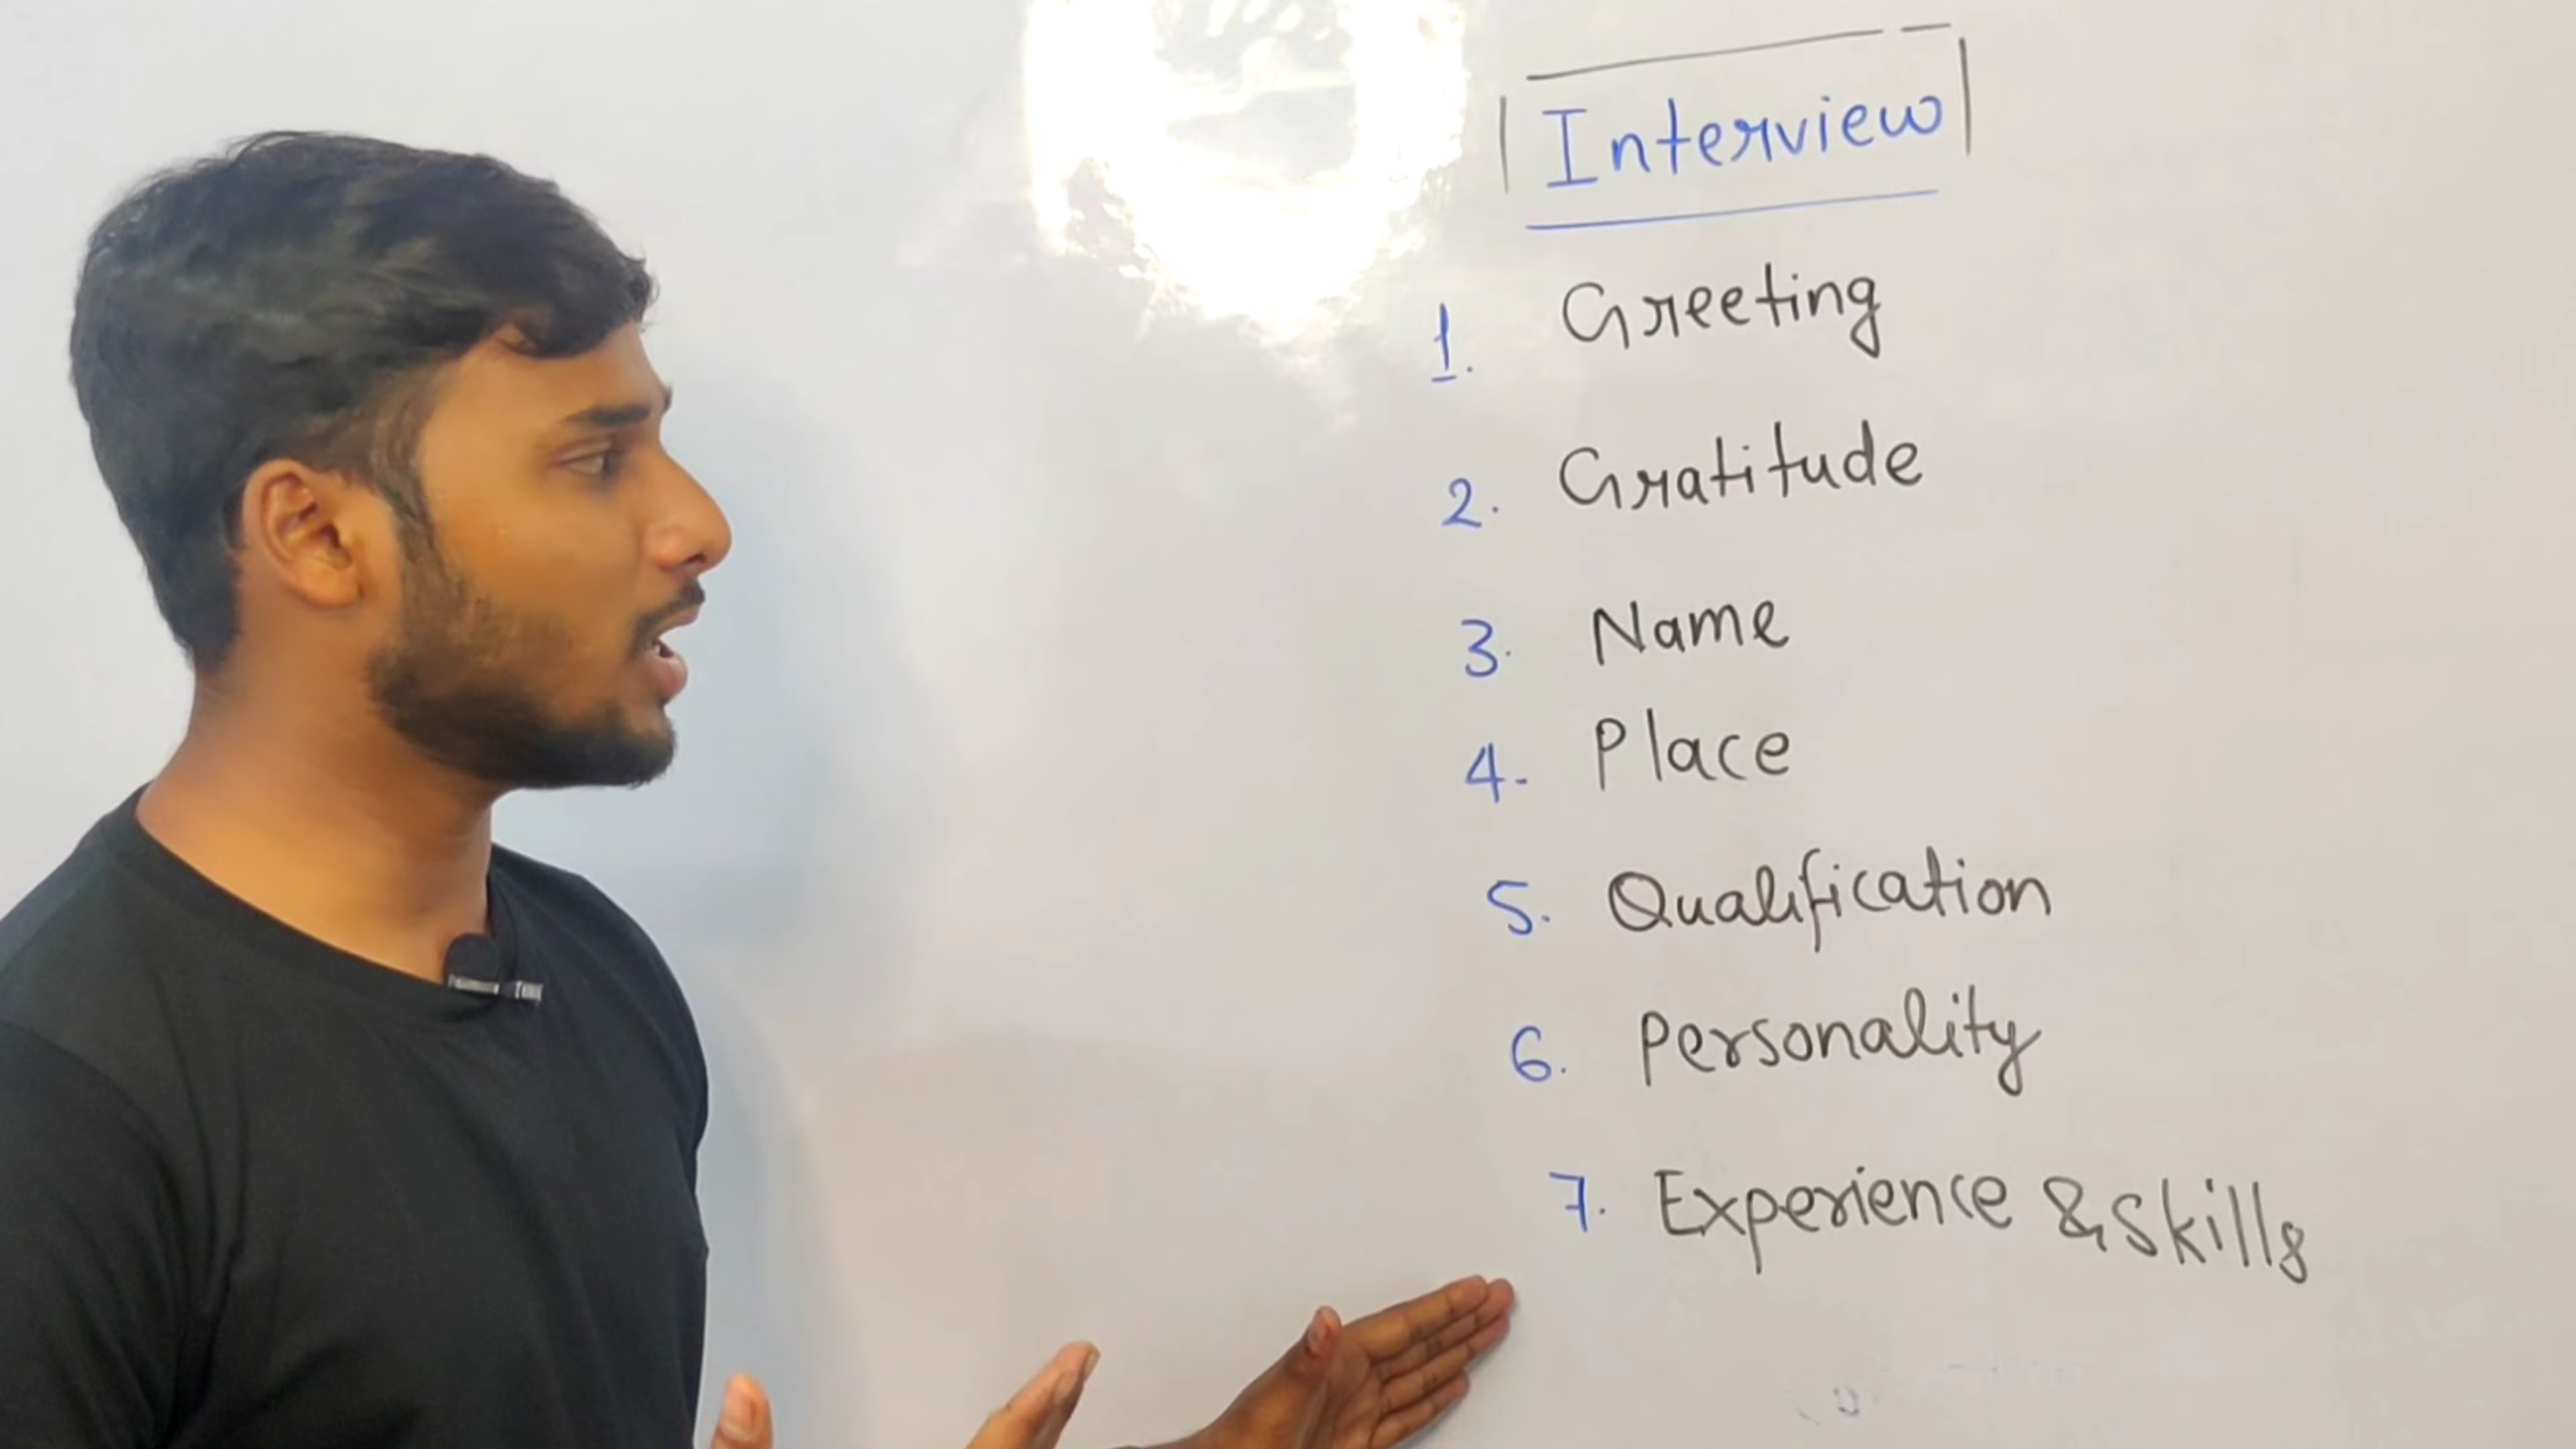 Interview
1. Greeting
2. Gratitude
3. Name
4. Place
5. Qualification
6. Personality
7. Experience & Skills